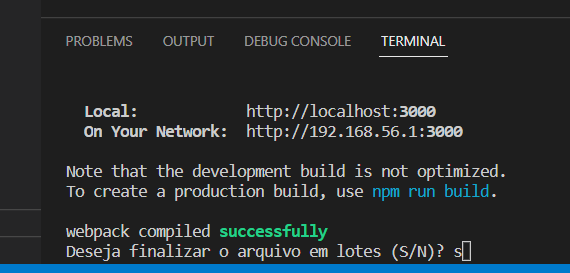 PROBLEMS OUTPUT DEBUG CONSOLE TERMINAL
Local: http://localhost:3000
On Your Network: http://192.168.56.1:3000
Note that the development build is not optimized.
To create a production build, use npm run build.
webpack compiled successfully
Deseja finalizar o arquivo em lotes (S/N)? s